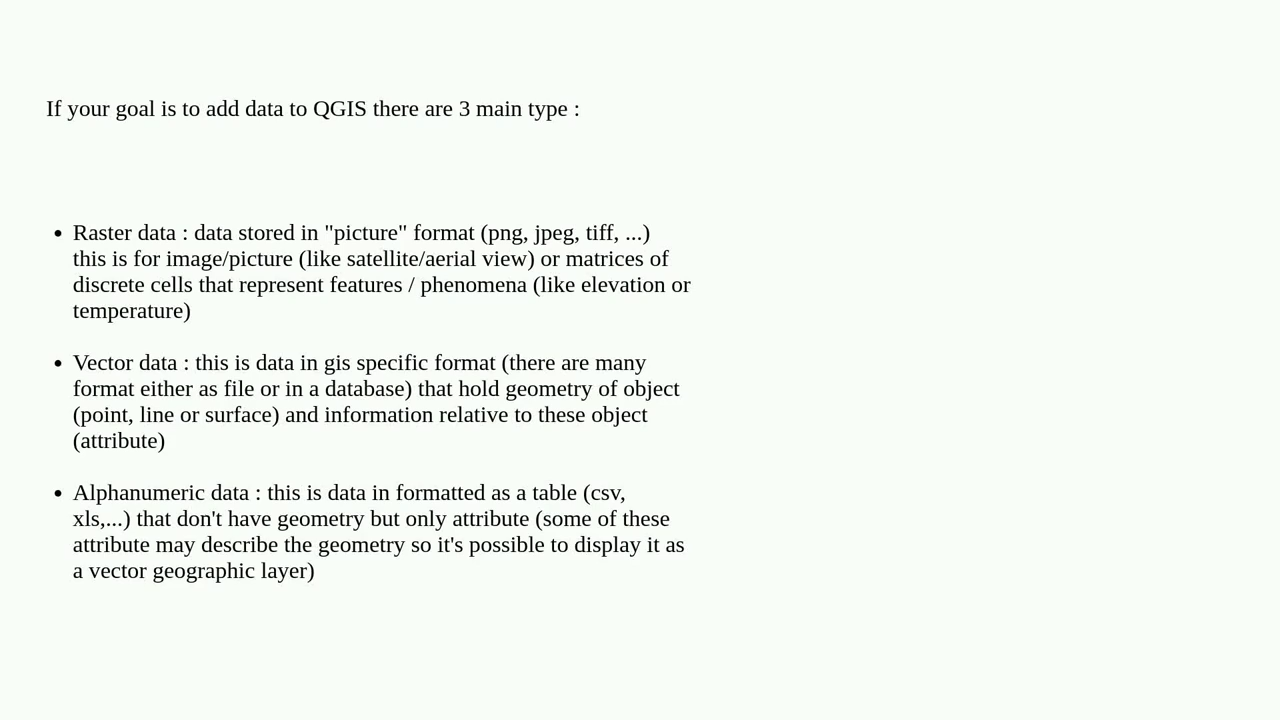 If your goal is to add data to QGIS there are 3 main type :
• Raster data : data stored in "picture" format (png, jpeg, tiff, ...)
this is for image/picture (like satellite/aerial view) or matrices of
discrete cells that represent features / phenomena (like elevation or
temperature)
• Vector data : this is data in gis specific format (there are many
format either as file or in a database) that hold geometry of object
(point, line or surface) and information relative to these object
(attribute)
• Alphanumeric data : this is data in formatted as a table (csv,
xls,...) that don't have geometry but only attribute (some of these
attribute may describe the geometry so it's possible to display it as
a vector geographic layer)